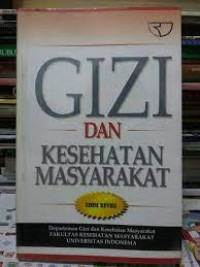 GIZI
DAN
KESEHATAN
MASYARAKAT
EDISI REVISI
Departemen Gizi dan Kesehatan Masyarakat
FAKULTAS KESEHATAN MASYARAKAT
UNIVERSITAS INDONESIA